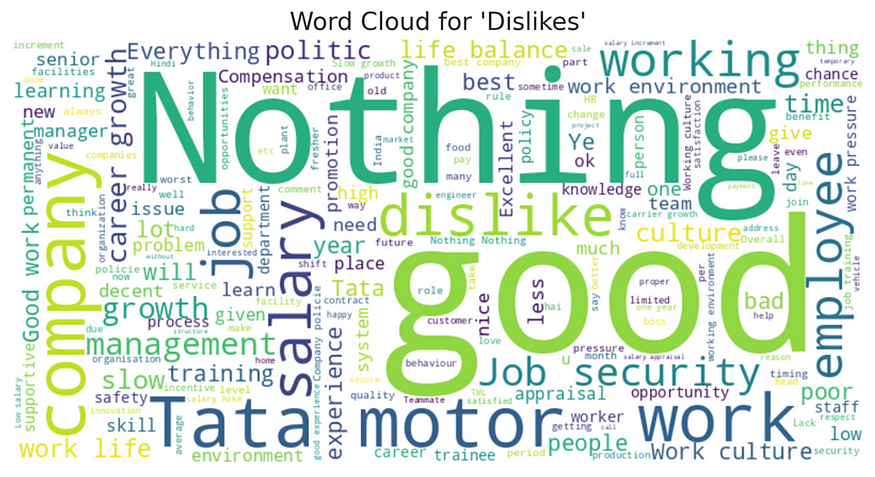 Word Cloud for 'Dislikes'
increment
senior
facilities
learning
done
new
always
manager
anything
value
companies
permanent
Good work
supportive
company
Low salary
think
due
organisation
innovation
work life
career growth
great
Everything
Hindi
politic
Slow growth
part
Compensation
product
want
office
old
behavior
opportunities
etc
plant
fresher
India
market
promotion
Nothing
life balance
best company
sale
salary increment
working
thing
chance
temporary
performance
best
work environment
rule
sometime
HR
time
benefit
good company
food
pay
many
Excellent
policy
change
project
Ye
ok
person
Working culture
satisfaction
please
give
leave
even
work pressure
really
worst
well
issue
lot
hard
problem
organization
policie
without
now
will
decent
service
learn
growth
given
process
make
structure
management
job
interested
support
department
comment
salary
high
way
need
year
future
shift
place
Tata
contract
happy
Company policie
facility
home
dislike
Nothing Nothing
knowledge
engineer
full
one
team
join
day
know
carrier growth
payment
line
culture
address
Overall
development
much
employee
job training
vehicle
good
role
take
customer
nice
love
less
hai
better
say
proper
limited
one year
boss
per
working environment
bad
help
reason
behaviour
system
secure
slow
training
incentive
level
safety
salary hike
skill
average
environment
good experience
experience
quality
Teammate
TML
satisfied
Tata motor
career
trainee
period
Job security
u
month
pressure
salary appraisal
appraisal
opportunity
timing
Read
poor
staff
respect
Lack
low
security
worker
getting
call
people
production
work
Work culture